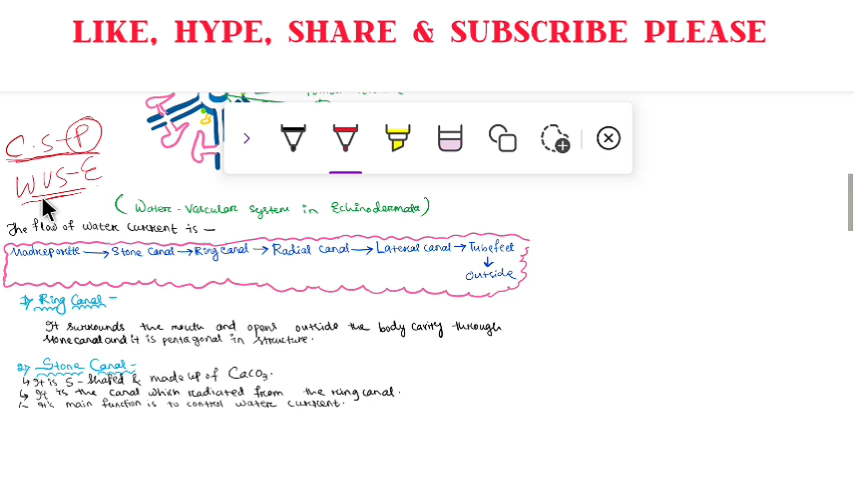 LIKE, HYPE, SHARE & SUBSCRIBE PLEASE
C.S-P
WVS-E
(Water-Varcular system in Echinodermata)
The flow of water current is —
Madreporite → Stone Canal → Ring Canal → Radial Canal → Lateral Canal → Tubefeet
↓
Outside
1) Ring Canal -
It surrounds the mouth and opens outside the body cavity through
stone canal and it is pentagonal in structure.
2) Stone Canal -
↳ It is S-shaped & made up of CaCO3.
↳ It is the canal which radiated from the ring canal.
↳ It's main function is to control water current.